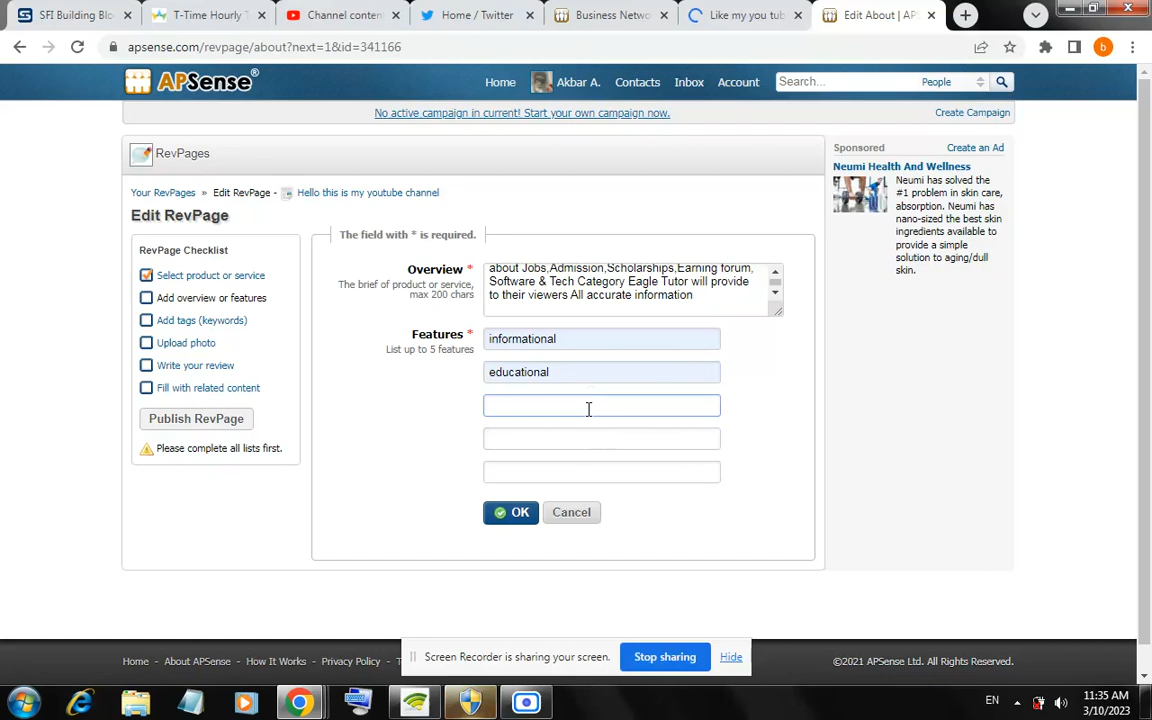 SFI Building Blo
T-Time Hourly T
Channel conten
Home / Twitter
Business Netwo
Like my you tub
Edit About | AP
apsense.com/revpage/about?next=1&id=341166
b
APSense®
Home
Akbar A.
Contacts
Inbox
Account
Search...
People
No active campaign in current! Start your own campaign now.
Create Campaign
RevPages
Your RevPages » Edit RevPage - Hello this is my youtube channel
Edit RevPage
RevPage Checklist
Select product or service
Add overview or features
Add tags (keywords)
Upload photo
Write your review
Fill with related content
Publish RevPage
Please complete all lists first.
The field with * is required.
Overview *
The brief of product or service,
max 200 chars
about Jobs,Admission,Scholarships,Earning forum,
Software & Tech Category Eagle Tutor will provide
to their viewers All accurate information
Features *
List up to 5 features
informational
educational
OK
Cancel
Sponsored
Create an Ad
Neumi Health And Wellness
Neumi has solved the
#1 problem in skin care,
absorption. Neumi has
nano-sized the best skin
ingredients available to
provide a simple
solution to aging/dull
skin.
Home - About APSense - How It Works - Privacy Policy - T
©2021 APSense Ltd. All Rights Reserved.
Screen Recorder is sharing your screen.
Stop sharing
Hide
EN
11:35 AM
3/10/2023